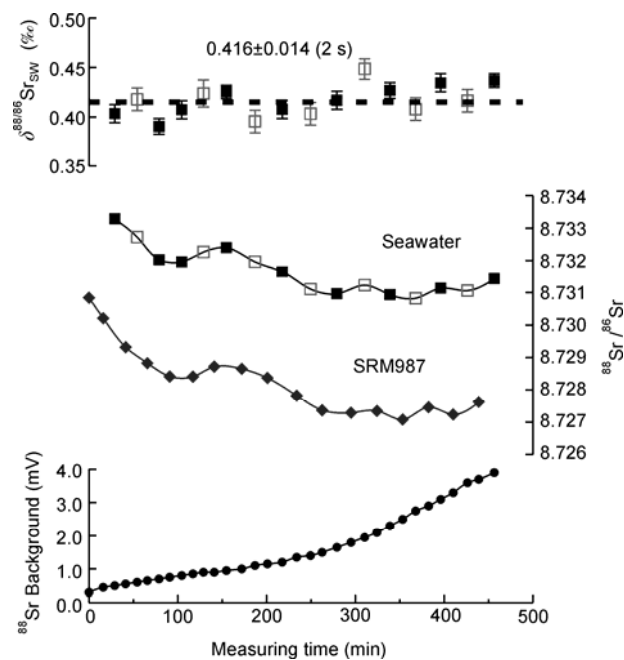 0.50
0.45
0.40
0.35
δ88/86SrSW (‰)
0.416±0.014 (2 s)
8.734
8.733
8.732
8.731
8.730
8.729
8.728
8.727
8.726
88Sr/86Sr
Seawater
SRM987
4.0
3.0
2.0
1.0
0.0
88Sr Background (mV)
0 100 200 300 400 500
Measuring time (min)